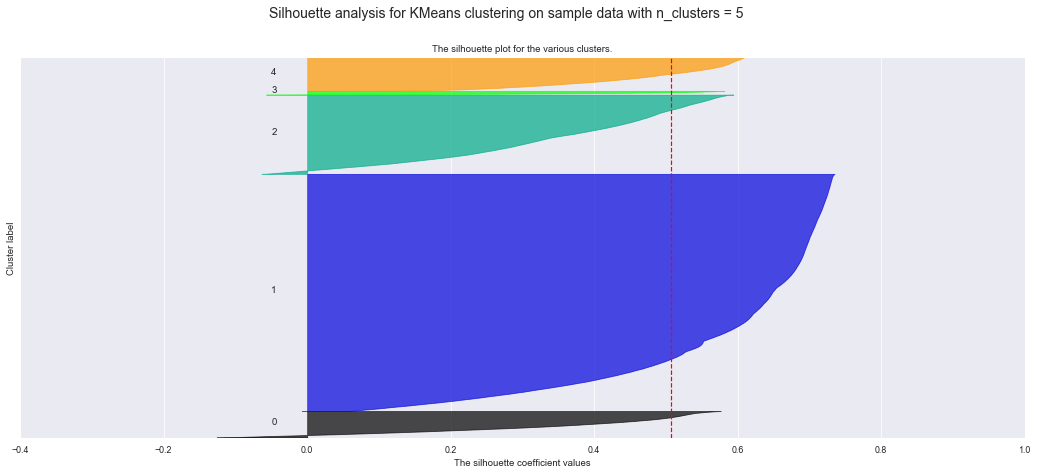 Silhouette analysis for KMeans clustering on sample data with n_clusters = 5
The silhouette plot for the various clusters.
4
3
2
1
0
Cluster label
−0.4 −0.2 0.0 0.2 0.4 0.6 0.8 1.0
The silhouette coefficient values